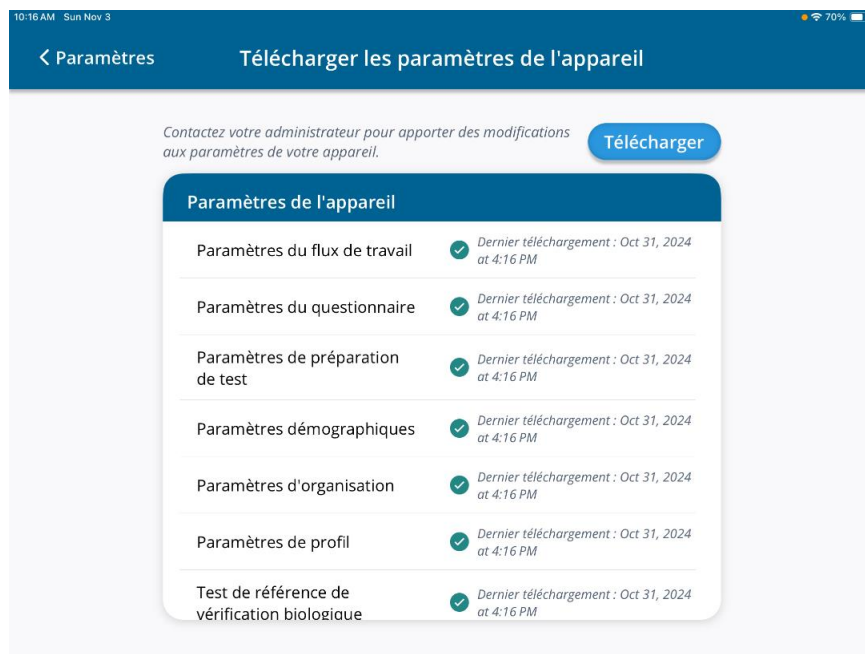 10:16 AM Sun Nov 3
70%
Paramètres
Télécharger les paramètres de l'appareil
Contactez votre administrateur pour apporter des modifications
aux paramètres de votre appareil.
Télécharger
Paramètres de l'appareil
Paramètres du flux de travail
Dernier téléchargement : Oct 31, 2024
at 4:16 PM
Paramètres du questionnaire
Dernier téléchargement : Oct 31, 2024
at 4:16 PM
Paramètres de préparation
de test
Dernier téléchargement : Oct 31, 2024
at 4:16 PM
Paramètres démographiques
Dernier téléchargement : Oct 31, 2024
at 4:16 PM
Paramètres d'organisation
Dernier téléchargement : Oct 31, 2024
at 4:16 PM
Paramètres de profil
Dernier téléchargement : Oct 31, 2024
at 4:16 PM
Test de référence de
vérification biologique
Dernier téléchargement : Oct 31, 2024
at 4:16 PM